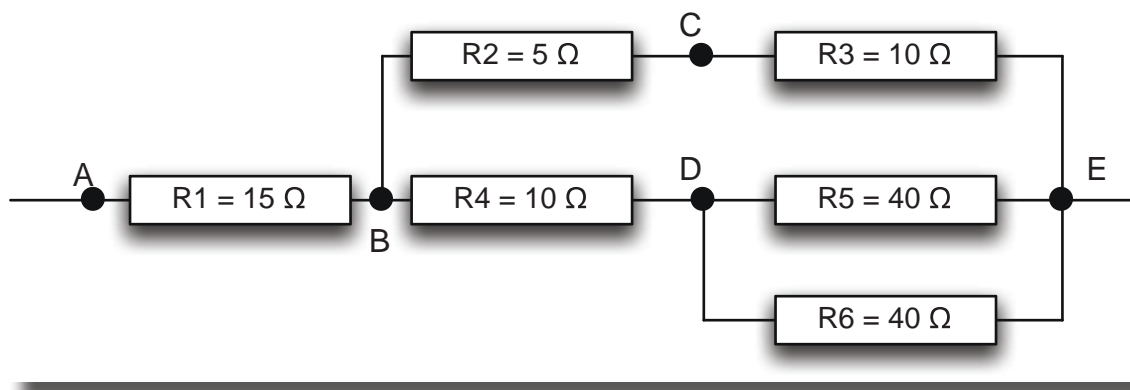 C
R2 = 5 Ω
R3 = 10 Ω
A
D
E
R1 = 15 Ω
R4 = 10 Ω
R5 = 40 Ω
B
R6 = 40 Ω